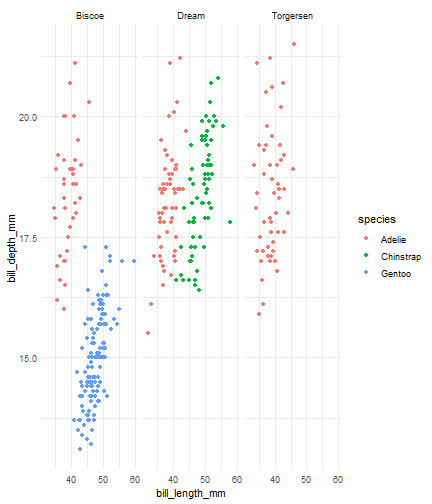 Biscoe Dream Torgersen
20.0
17.5
15.0
bill_depth_mm
40 50 60 40 50 60 40 50 60
bill_length_mm
species
Adelie
Chinstrap
Gentoo